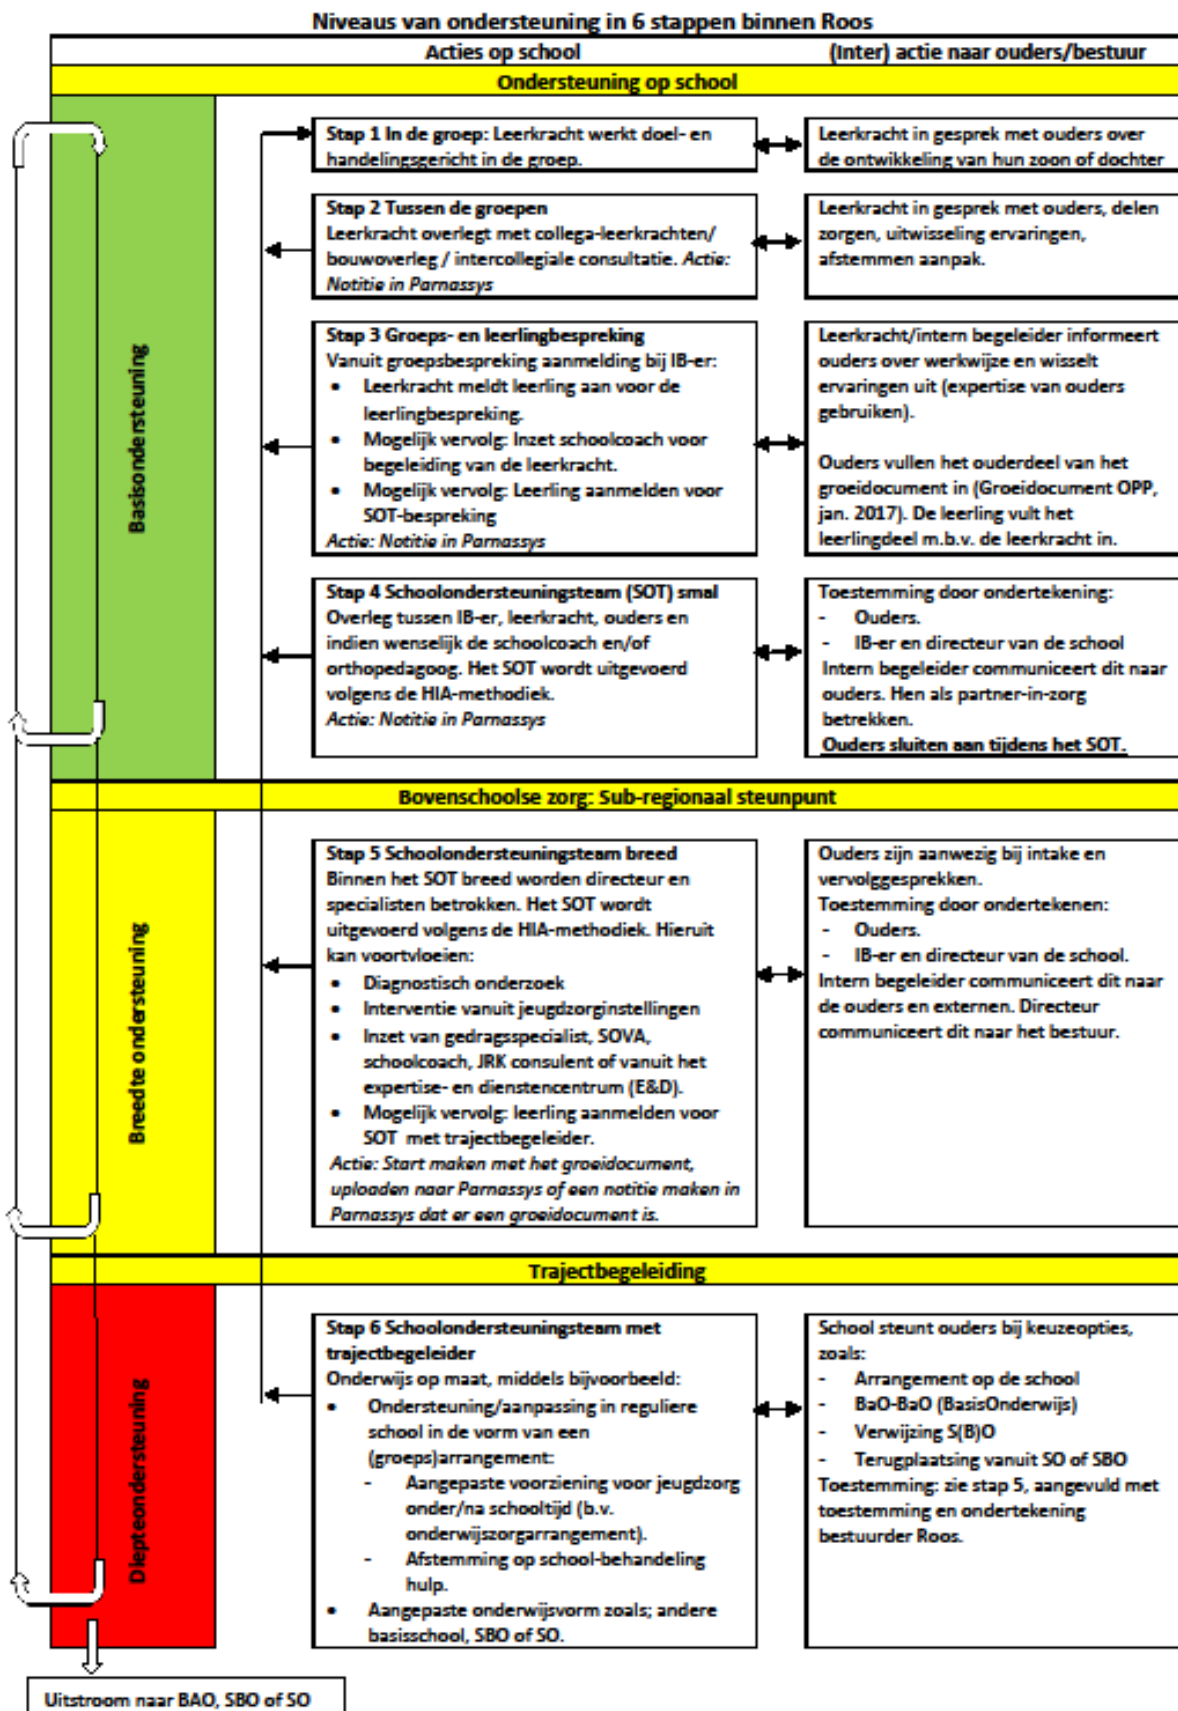 Niveaus van ondersteuning in 6 stappen binnen Roos
Acties op school
(Inter) actie naar ouders/bestuur
Ondersteuning op school
Basisondersteuning
Stap 1 In de groep: Leerkracht werkt doel- en
handelingsgericht in de groep.
Leerkracht in gesprek met ouders over
de ontwikkeling van hun zoon of dochter
Stap 2 Tussen de groepen
Leerkracht overlegt met collega-leerkrachten/
bouwoverleg / intercollegiale consultatie. Actie:
Notitie in Parnassys
Leerkracht in gesprek met ouders, delen
zorgen, uitwisseling ervaringen,
afstemmen aanpak.
Stap 3 Groeps- en leerlingbespreking
Vanuit groepsbespreking aanmelding bij IB-er:
• Leerkracht meldt leerling aan voor de
leerlingbespreking.
• Mogelijk vervolg: Inzet schoolcoach voor
begeleiding van de leerkracht.
• Mogelijk vervolg: Leerling aanmelden voor
SOT-bespreking
Actie: Notitie in Parnassys
Leerkracht/intern begeleider informeert
ouders over werkwijze en wisselt
ervaringen uit (expertise van ouders
gebruiken).
Ouders vullen het ouderdeel van het
groeidocument in (Groeidocument OPP,
jan. 2017). De leerling vult het
leerlingdeel m.b.v. de leerkracht in.
Stap 4 Schoolondersteuningsteam (SOT) smal
Overleg tussen IB-er, leerkracht, ouders en
indien wenselijk de schoolcoach en/of
orthopedagoog. Het SOT wordt uitgevoerd
volgens de HIA-methodiek.
Actie: Notitie in Parnassys
Toestemming door ondertekening:
- Ouders.
- IB-er en directeur van de school
Intern begeleider communiceert dit naar
ouders. Hen als partner-in-zorg
betrekken.
Ouders sluiten aan tijdens het SOT.
Bovenschoolse zorg: Sub-regionaal steunpunt
Breedte ondersteuning
Stap 5 Schoolondersteuningsteam breed
Binnen het SOT breed worden directeur en
specialisten betrokken. Het SOT wordt
uitgevoerd volgens de HIA-methodiek. Hieruit
kan voortvloeien:
• Diagnostisch onderzoek
• Interventie vanuit jeugdzorginstellingen
• Inzet van gedragsspecialist, SOVA,
schoolcoach, JRK consulent of vanuit het
expertise- en dienstencentrum (E&D).
• Mogelijk vervolg: leerling aanmelden voor
SOT met trajectbegeleider.
Actie: Start maken met het groeidocument,
uploaden naar Parnassys of een notitie maken in
Parnassys dat er een groeidocument is.
Ouders zijn aanwezig bij intake en
vervolggesprekken.
Toestemming door ondertekenen:
- Ouders.
- IB-er en directeur van de school.
Intern begeleider communiceert dit naar
de ouders en externen. Directeur
communiceert dit naar het bestuur.
Trajectbegeleiding
Diepteondersteuning
Stap 6 Schoolondersteuningsteam met
trajectbegeleider
Onderwijs op maat, middels bijvoorbeeld:
• Ondersteuning/aanpassing in reguliere
school in de vorm van een
(groeps)arrangement:
- Aangepaste voorziening voor jeugdzorg
onder/na schooltijd (b.v.
onderwijszorgarrangement).
- Afstemming op school-behandeling
hulp.
• Aangepaste onderwijsvorm zoals; andere
basisschool, SBO of SO.
School steunt ouders bij keuzeopties,
zoals:
- Arrangement op de school
- BaO-BaO (BasisOnderwijs)
- Verwijzing S(B)O
- Terugplaatsing vanuit SO of SBO
Toestemming: zie stap 5, aangevuld met
toestemming en ondertekening
bestuurder Roos.
Uitstroom naar BAO, SBO of SO